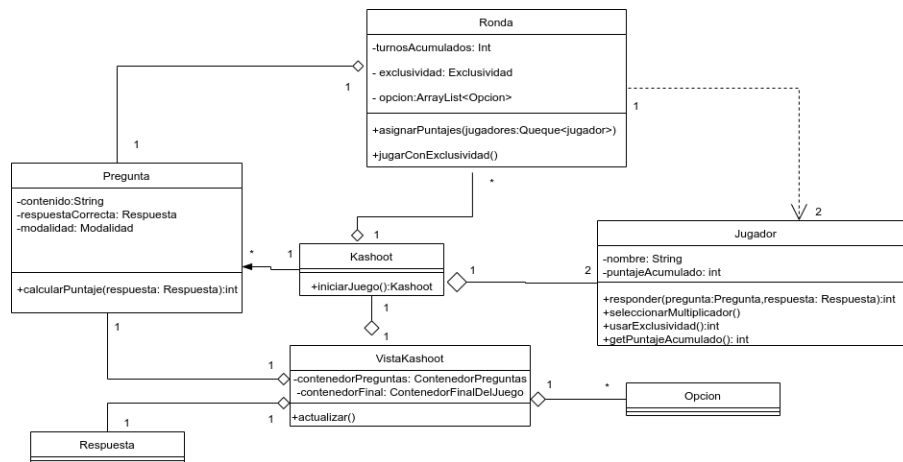 Ronda
-turnosAcumulados: Int
- exclusividad: Exclusividad
- opcion:ArrayList<Opcion>
+asignarPuntajes(jugadores:Queque<jugador>)
+jugarConExclusividad()
1
1
1
2
Pregunta
-contenido:String
-respuestaCorrecta: Respuesta
-modalidad: Modalidad
+calcularPuntaje(respuesta: Respuesta):int
*
1
*
1
Kashoot
+iniciarJuego():Kashoot
1
2
Jugador
-nombre: String
-puntajeAcumulado: int
+responder(pregunta:Pregunta,respuesta: Respuesta):int
+seleccionarMultiplicador()
+usarExclusividad():int
+getPuntajeAcumulado(): int
1
1
1
1
VistaKashoot
-contenedorPreguntas: ContenedorPreguntas
-contenedorFinal: ContenedorFinalDelJuego
+actualizar()
1
*
Opcion
1
1
Respuesta